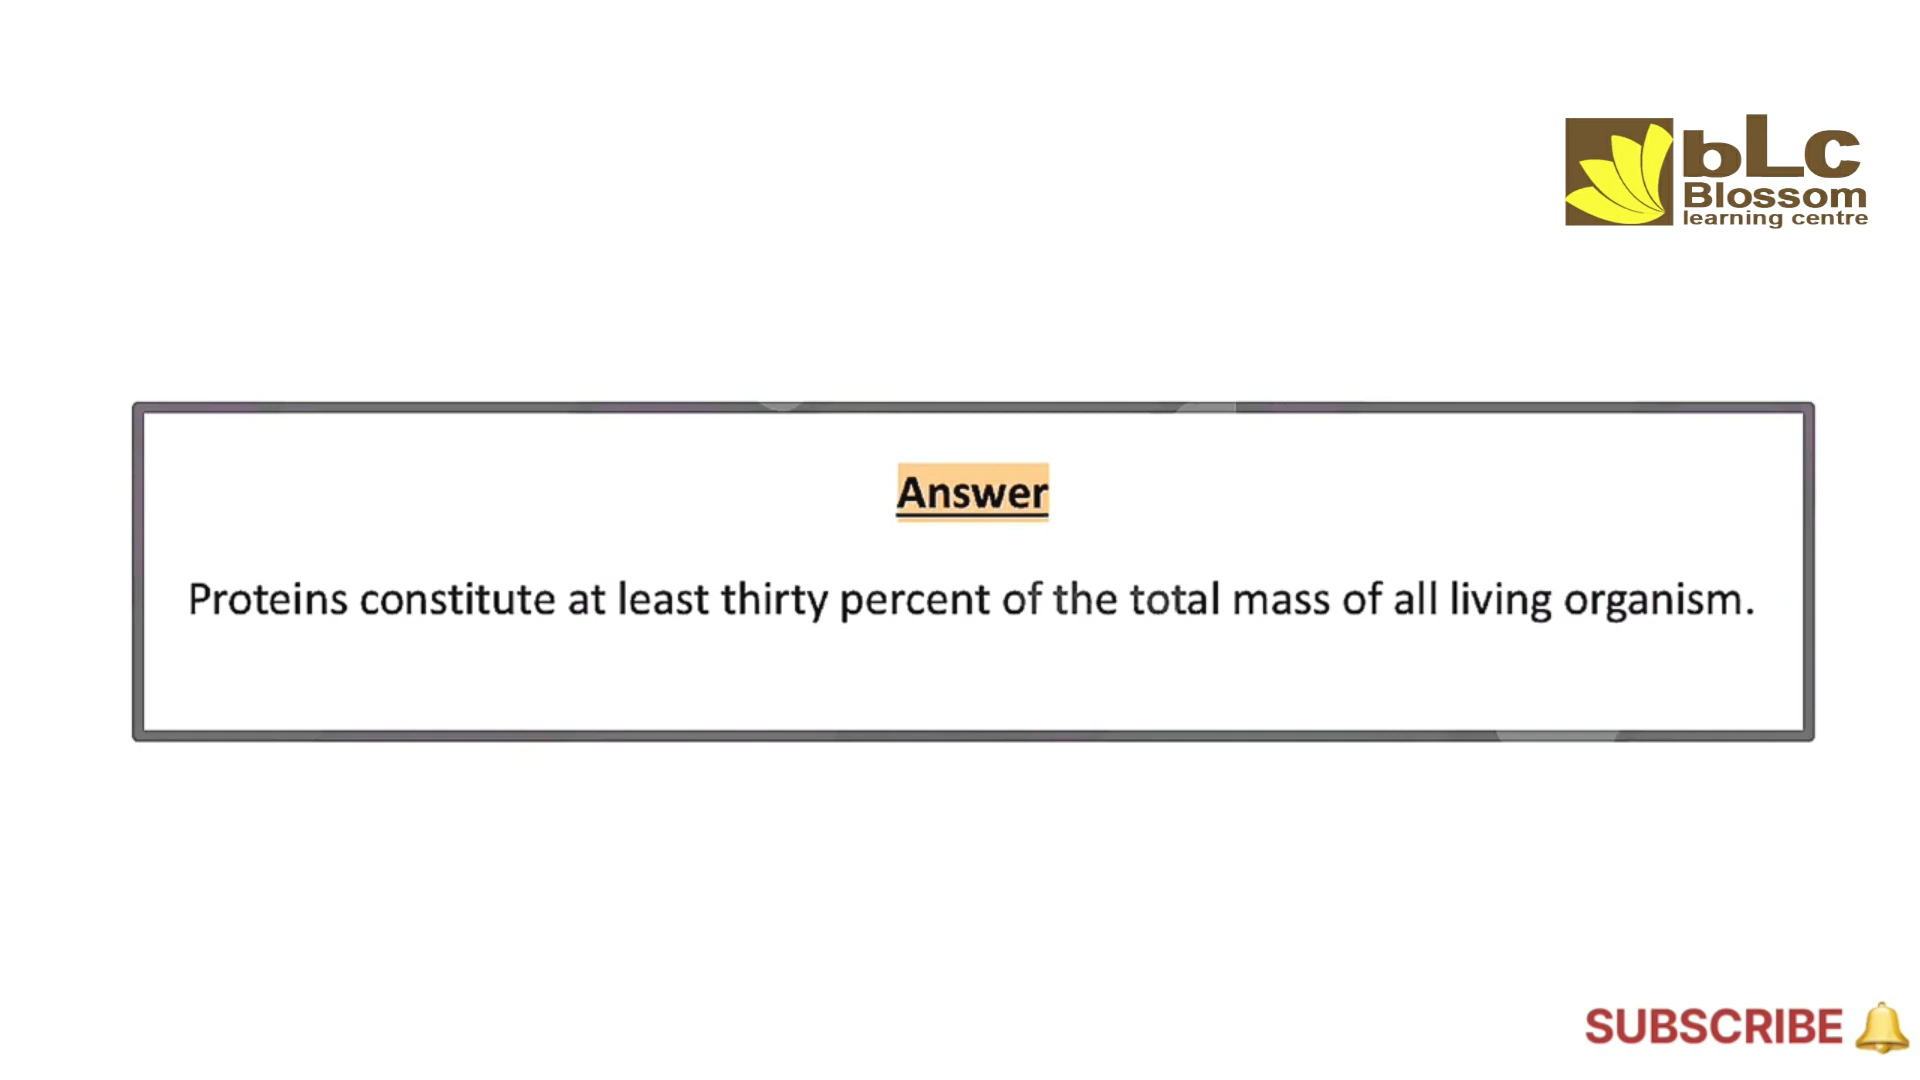 bLc
Blossom
learning centre
Answer
Proteins constitute at least thirty percent of the total mass of all living organism.
SUBSCRIBE